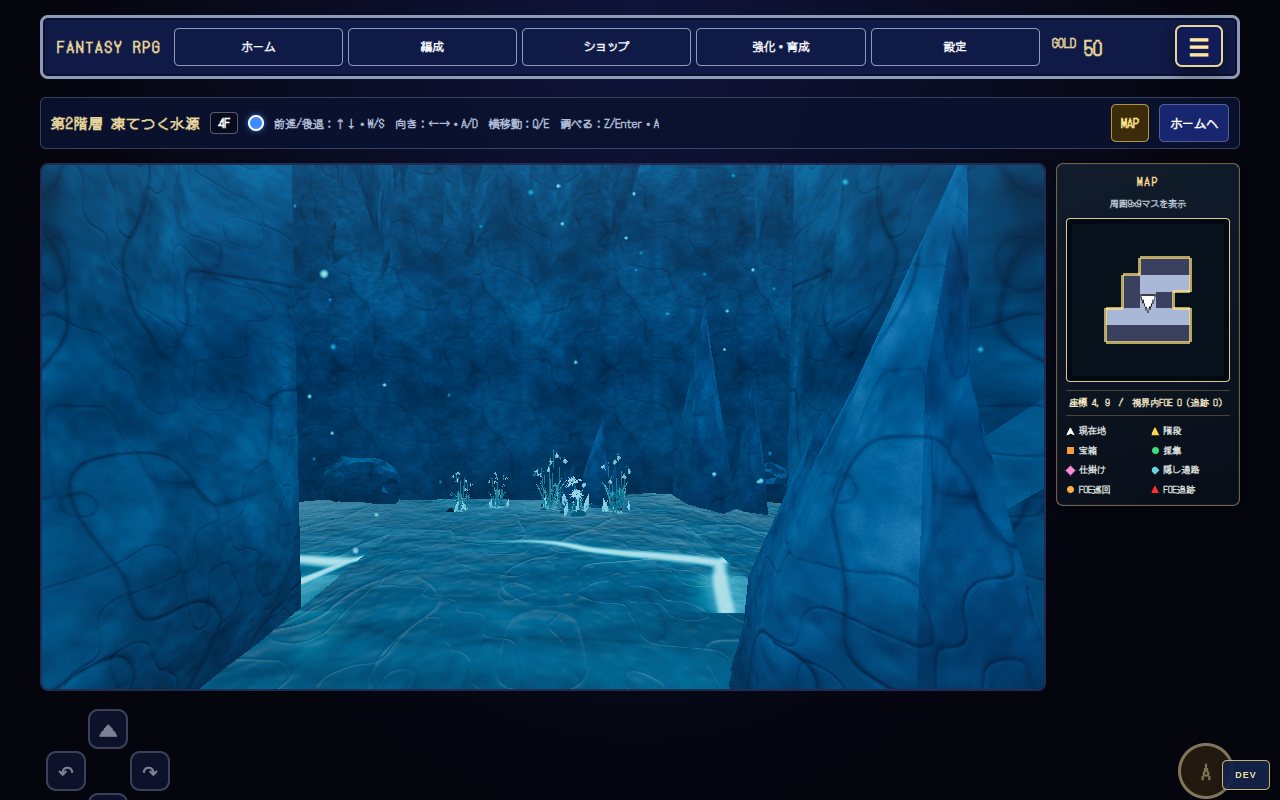 FANTASY RPG
ホーム
編成
ショップ
強化・育成
設定
GOLD 50
第2階層 凍てつく水源
4F
前進/後退：↑↓・W/S 向き：←→・A/D 横移動：Q/E 調べる：Z/Enter・A
MAP
ホームへ
MAP
周囲9x9マスを表示
座標 4, 9 / 視界内FOE 0（追跡 0）
現在地
階段
宝箱
採集
仕掛け
隠し通路
FOE巡回
FOE追跡
A
DEV